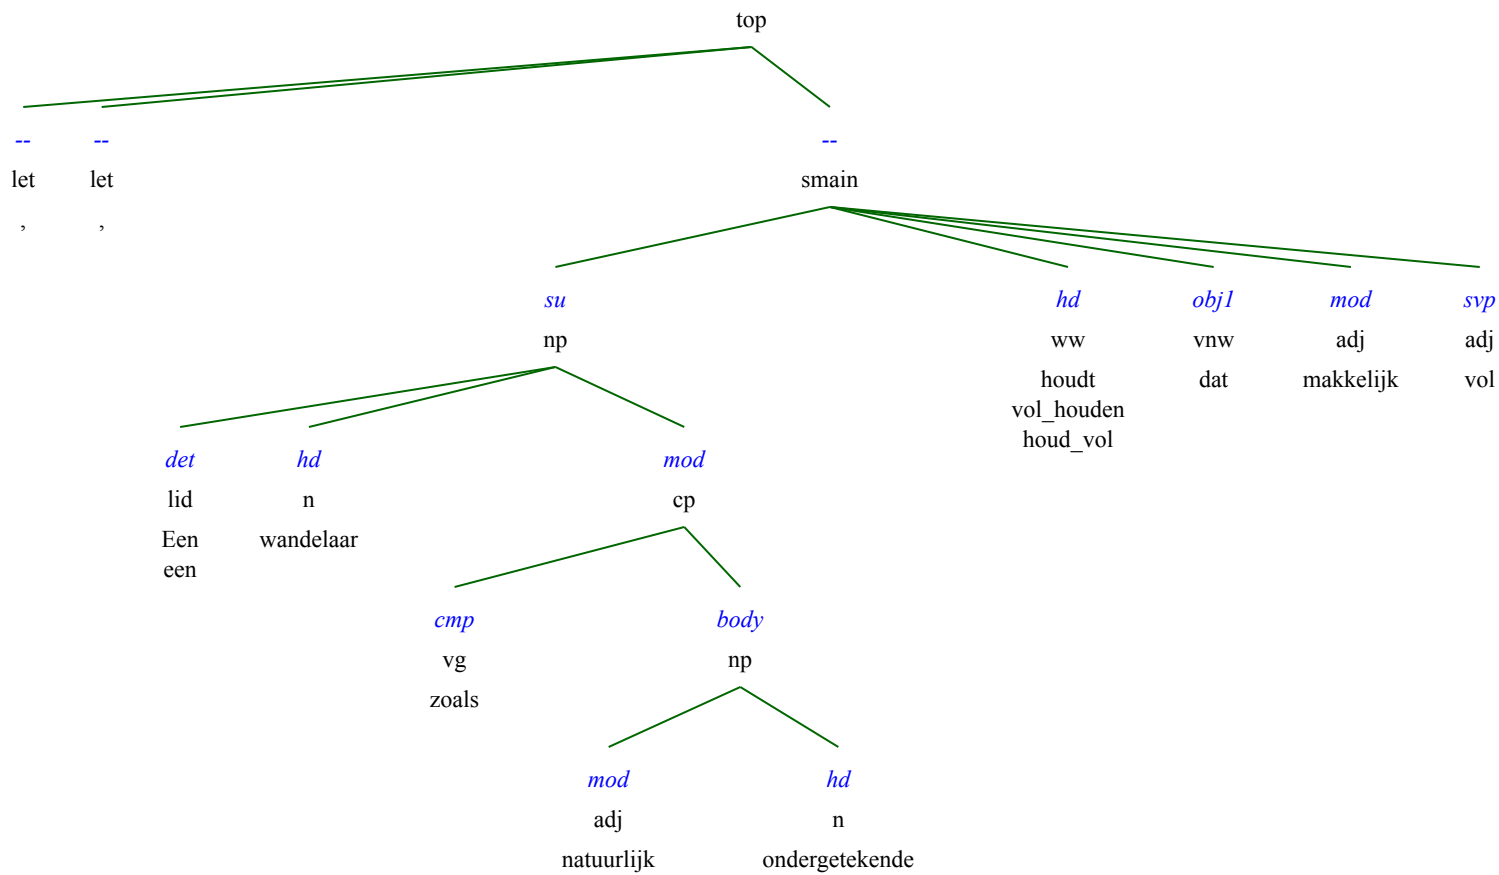 top
-- -- --
let let smain
, ,
su hd obj1 mod svp
np ww vnw adj adj
houdt dat makkelijk vol
vol_houden
houd_vol
det hd mod
lid n cp
Een wandelaar
een
cmp body
vg np
zoals
mod hd
adj n
natuurlijk ondergetekende